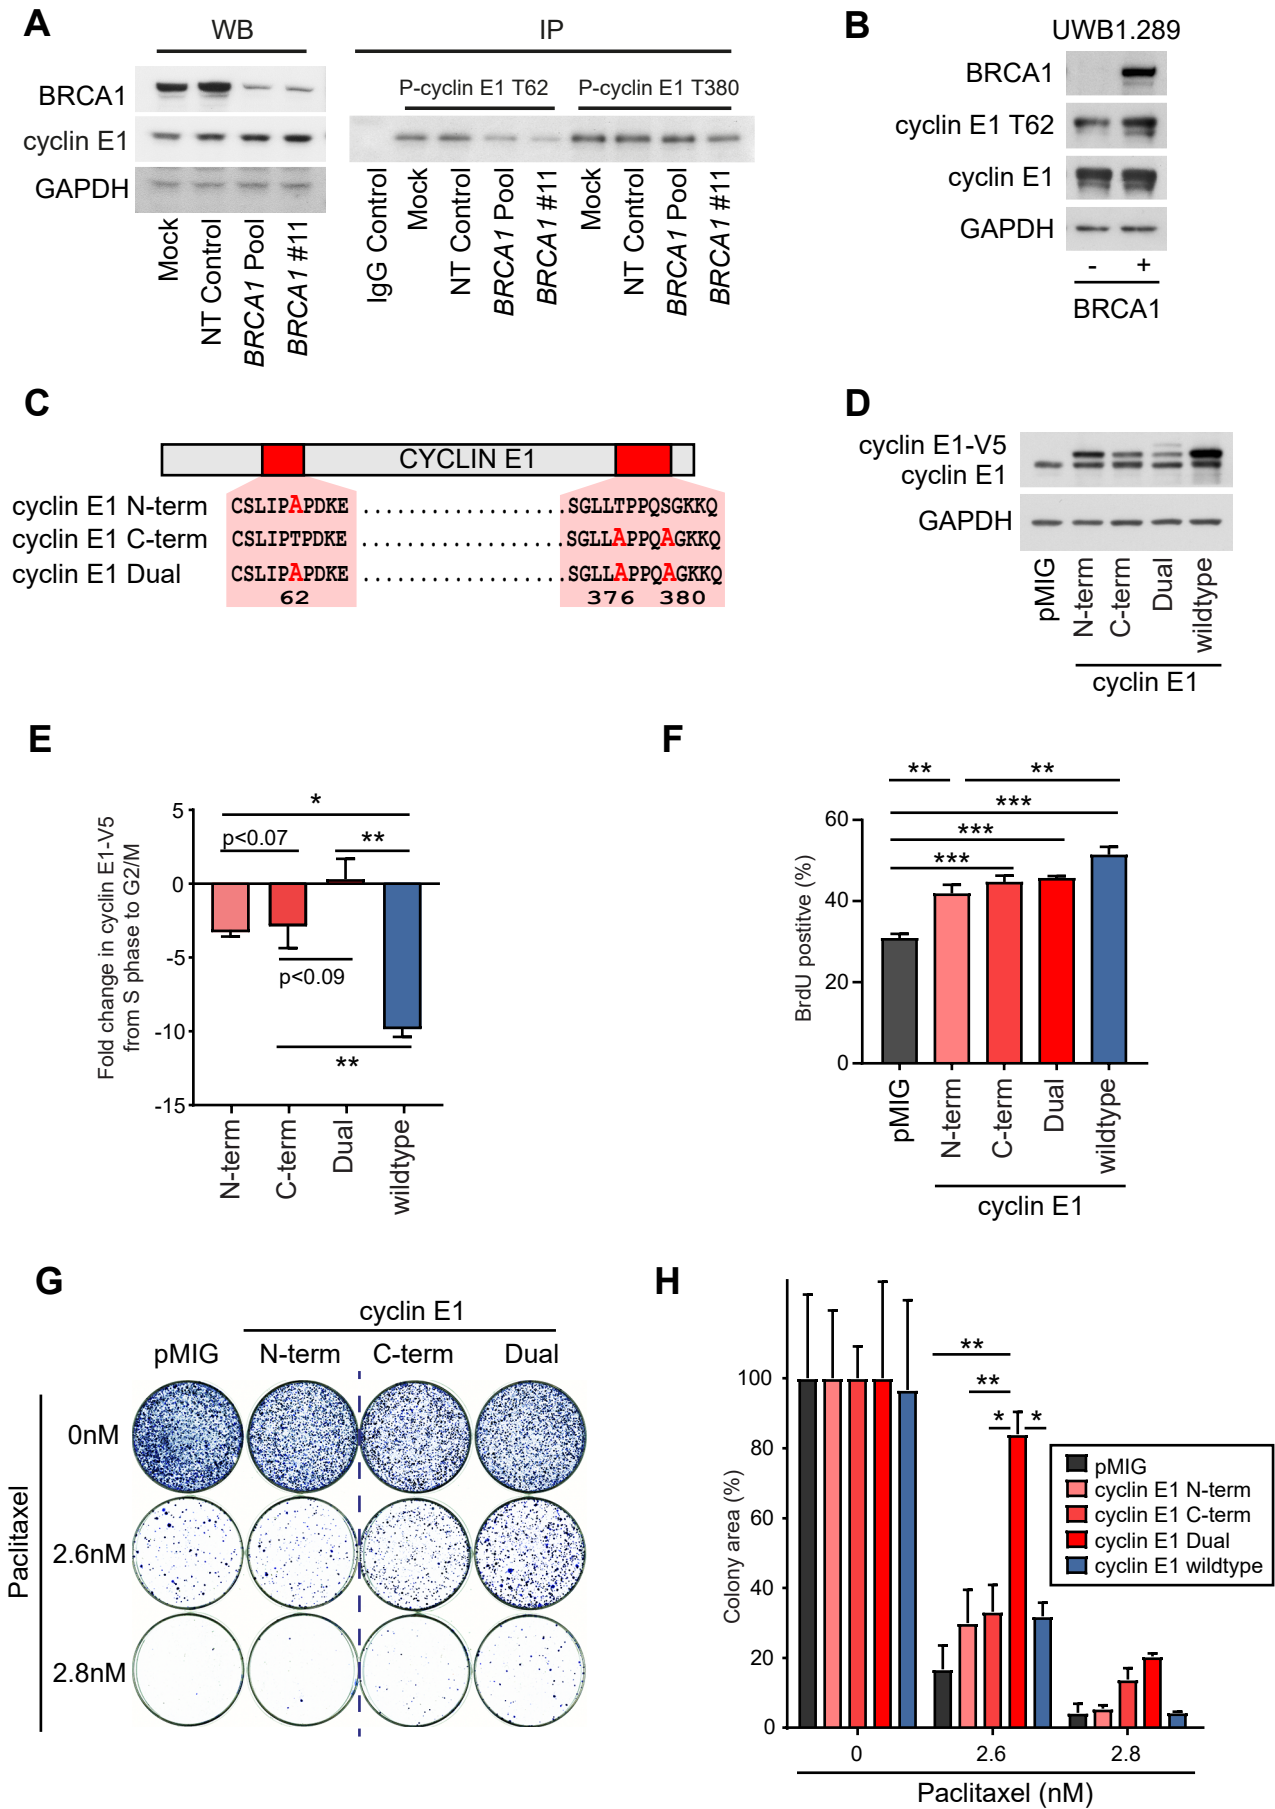 A
WB
IP
BRCA1
cyclin E1
GAPDH
P-cyclin E1 T62
P-cyclin E1 T380
Mock
NT Control
BRCA1 Pool
BRCA1 #11
IgG Control
Mock
NT Control
BRCA1 Pool
BRCA1 #11
Mock
NT Control
BRCA1 Pool
BRCA1 #11
B
UWB1.289
BRCA1
cyclin E1 T62
cyclin E1
GAPDH
- +
BRCA1
C
CYCLIN E1
cyclin E1 N-term CSLIPAPDKE ..................SGLLTPPQSGKKQ
cyclin E1 C-term CSLIPTPDKE ..................SGLLAPPQAGKKQ
cyclin E1 Dual CSLIPAPDKE ..................SGLLAPPQAGKKQ
62 376 380
D
cyclin E1-V5
cyclin E1
GAPDH
pMIG
N-term
C-term
Dual
wildtype
cyclin E1
E
Fold change in cyclin E1-V5
from S phase to G2/M
5
0
-5
-10
-15
*
p<0.07
**
p<0.09
**
N-term
C-term
Dual
wildtype
F
BrdU postitve (%)
60
40
20
0
** **
***
***
***
pMIG
N-term
C-term
Dual
wildtype
cyclin E1
G
cyclin E1
pMIG N-term C-term Dual
Paclitaxel
0nM
2.6nM
2.8nM
H
Colony area (%)
100
80
60
40
20
0
**
**
* *
pMIG
cyclin E1 N-term
cyclin E1 C-term
cyclin E1 Dual
cyclin E1 wildtype
0 2.6 2.8
Paclitaxel (nM)